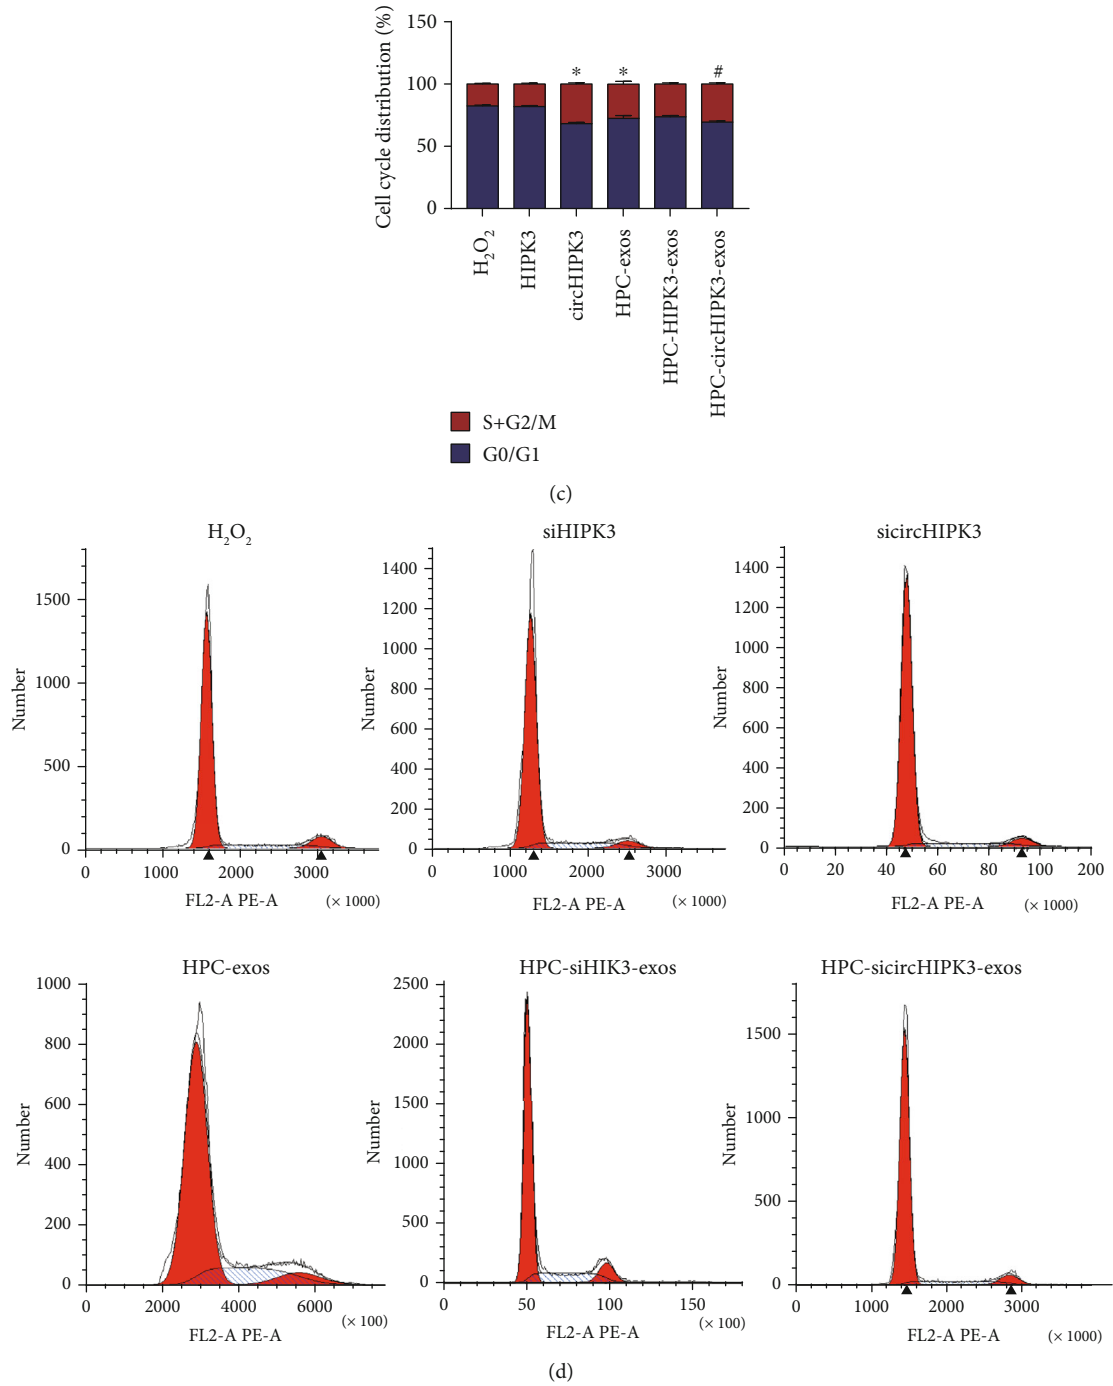 Cell cycle distribution (%)
150
100
50
0
* * #
H₂O₂
HIPK3
circHIPK3
HPC-exos
HPC-HIPK3-exos
HPC-circHIPK3-exos
S+G2/M
G0/G1
(c)
H₂O₂
Number
1500
1000
500
0
0 1000 2000 3000
FL2-A PE-A (× 1000)
siHIPK3
Number
1400
1200
1000
800
600
400
200
0
0 1000 2000 3000
FL2-A PE-A (× 1000)
sicircHIPK3
Number
1400
1200
1000
800
600
400
200
0
0 20 40 60 80 100 200
FL2-A PE-A (× 1000)
HPC-exos
Number
1000
800
600
400
200
0
0 2000 4000 6000
FL2-A PE-A (× 100)
HPC-siHIK3-exos
Number
2500
2000
1500
1000
500
0
0 50 100 150
FL2-A PE-A (× 100)
HPC-sicircHIPK3-exos
Number
1500
1000
500
0
0 1000 2000 3000
FL2-A PE-A (× 1000)
(d)